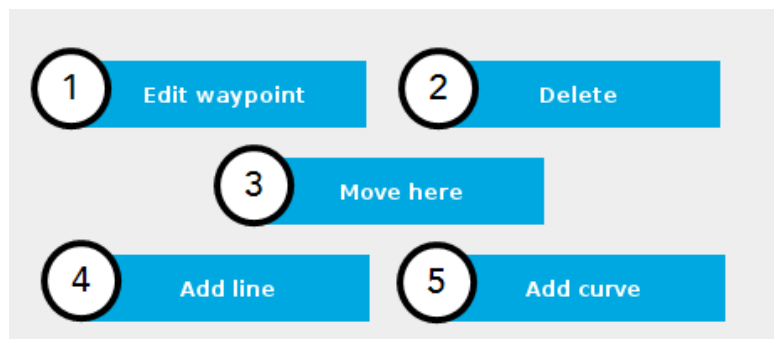 1 Edit waypoint
2 Delete
3 Move here
4 Add line
5 Add curve